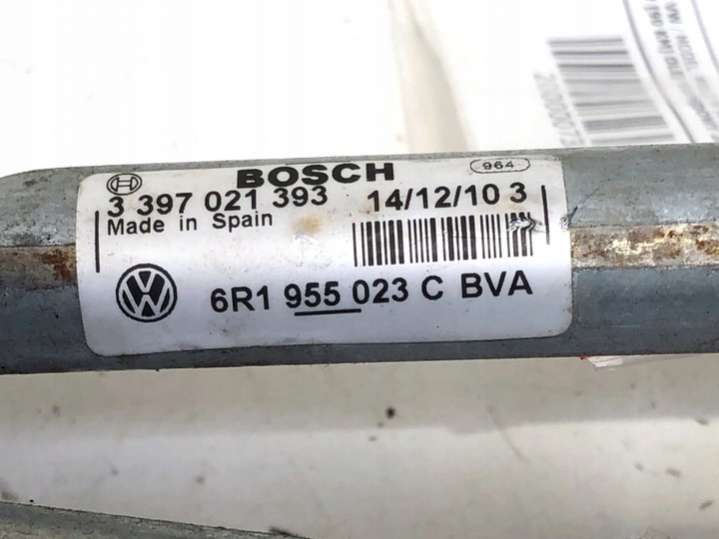 BOSCH
964
3 397 021 393 14/12/10 3
Made in Spain
6R1 955 023 C BVA